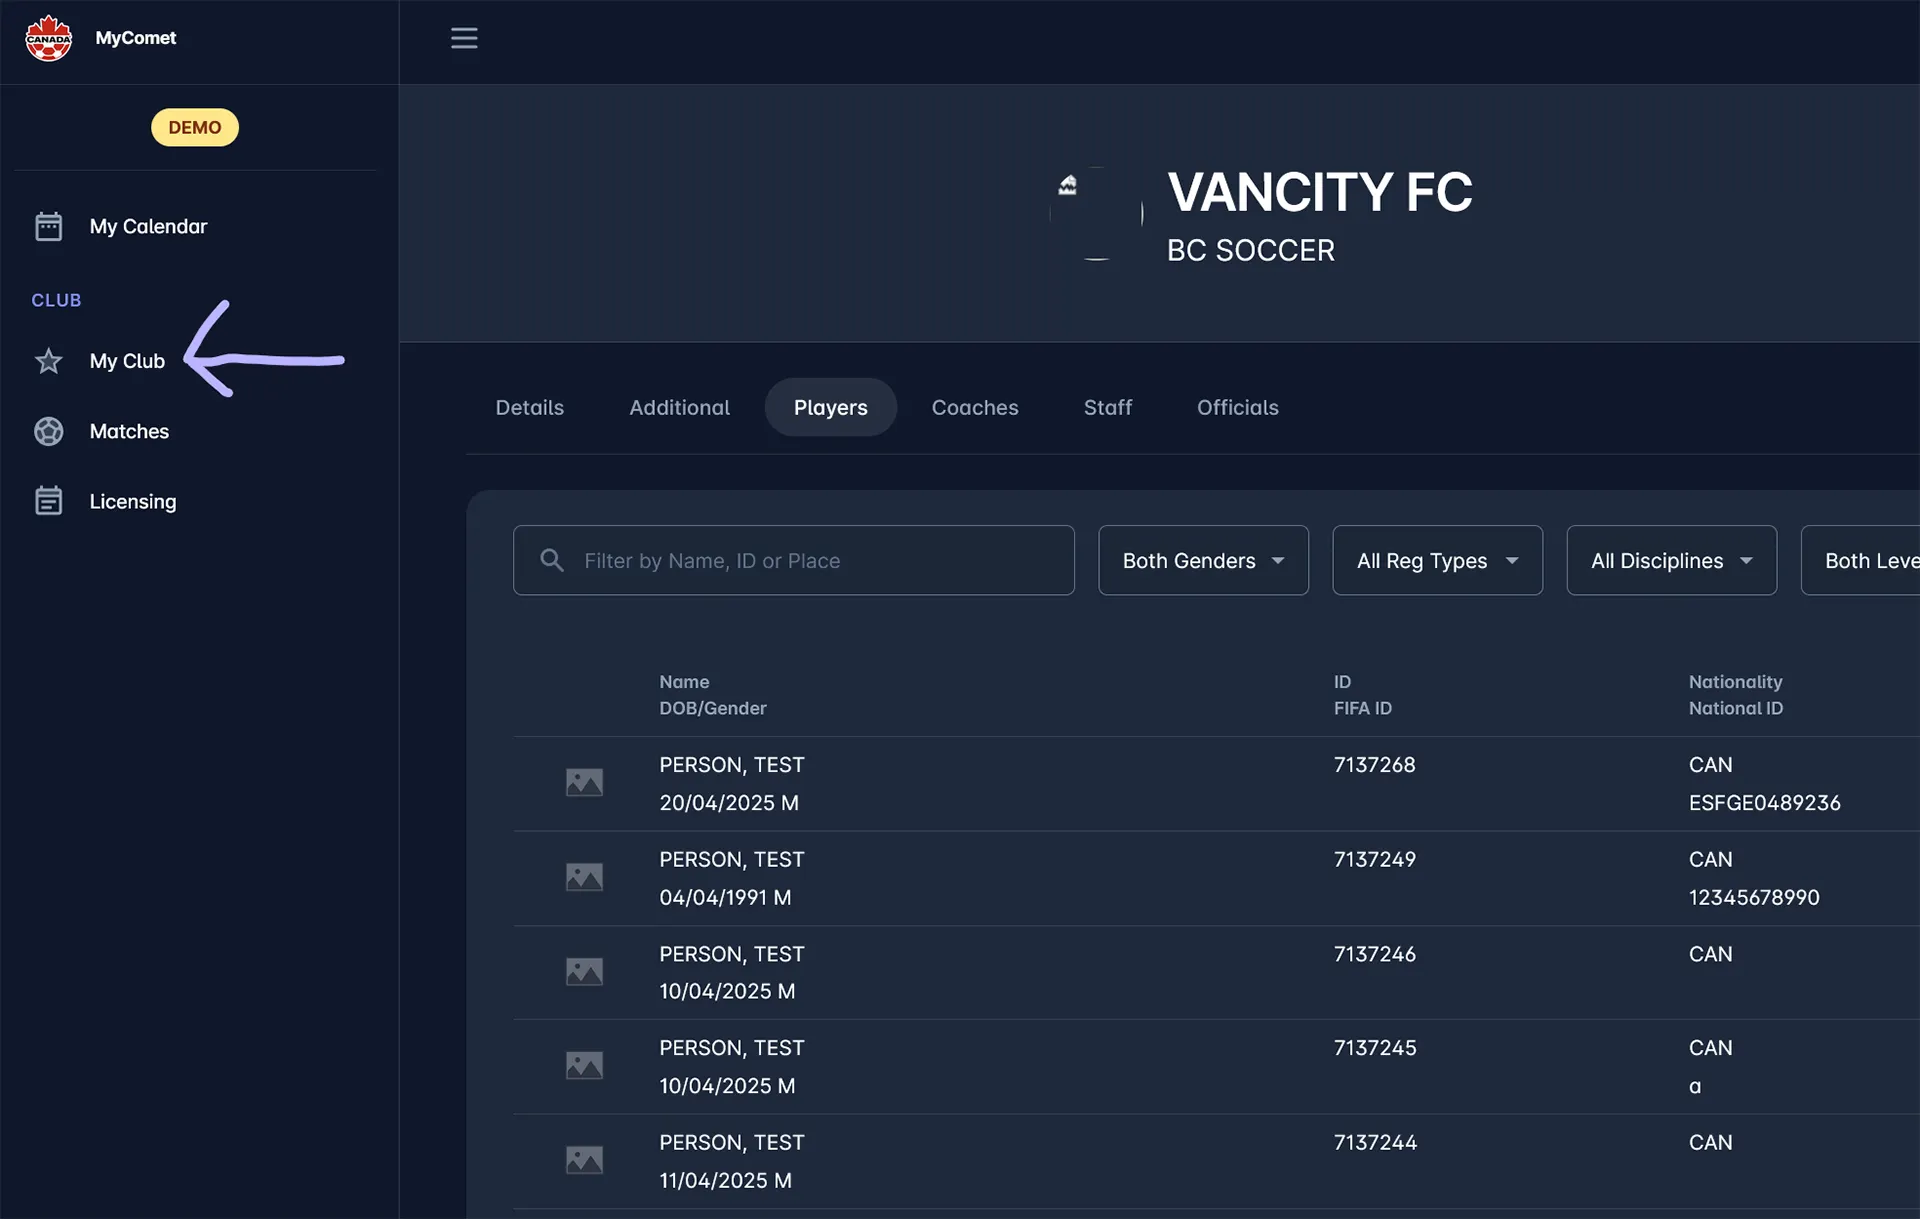 CANADA
MyComet
DEMO
My Calendar
CLUB
My Club
Matches
Licensing
VANCITY FC
BC SOCCER
Details Additional Players Coaches Staff Officials
Filter by Name, ID or Place Both Genders All Reg Types All Disciplines Both Leve
Name ID Nationality
DOB/Gender FIFA ID National ID
PERSON, TEST 7137268 CAN
20/04/2025 M ESFGE0489236
PERSON, TEST 7137249 CAN
04/04/1991 M 12345678990
PERSON, TEST 7137246 CAN
10/04/2025 M
PERSON, TEST 7137245 CAN
10/04/2025 M a
PERSON, TEST 7137244 CAN
11/04/2025 M